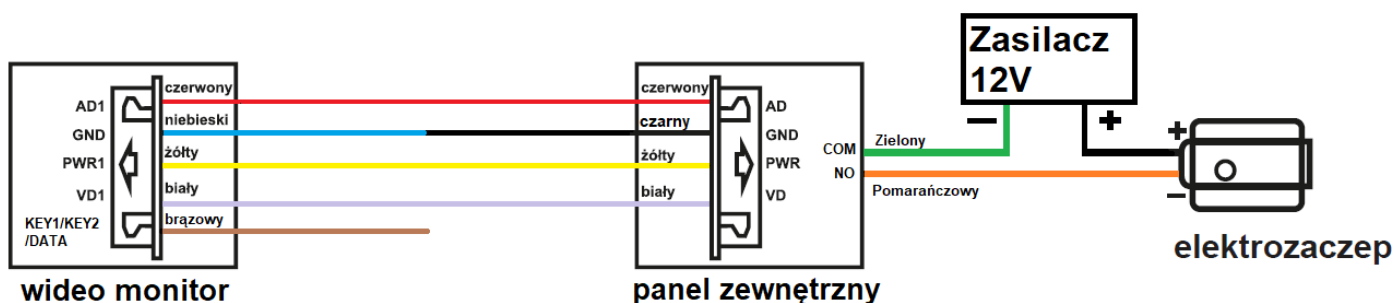 Zasilacz
12V
czerwony
czerwony
AD1
AD
niebieski
czarny
GND
GND
Zielony
COM
żółty
żółty
PWR1
PWR
NO
Pomarańczowy
biały
biały
VD1
VD
KEY1/KEY2
/DATA
brązowy
− + + −
elektrozaczep
wideo monitor
panel zewnętrzny